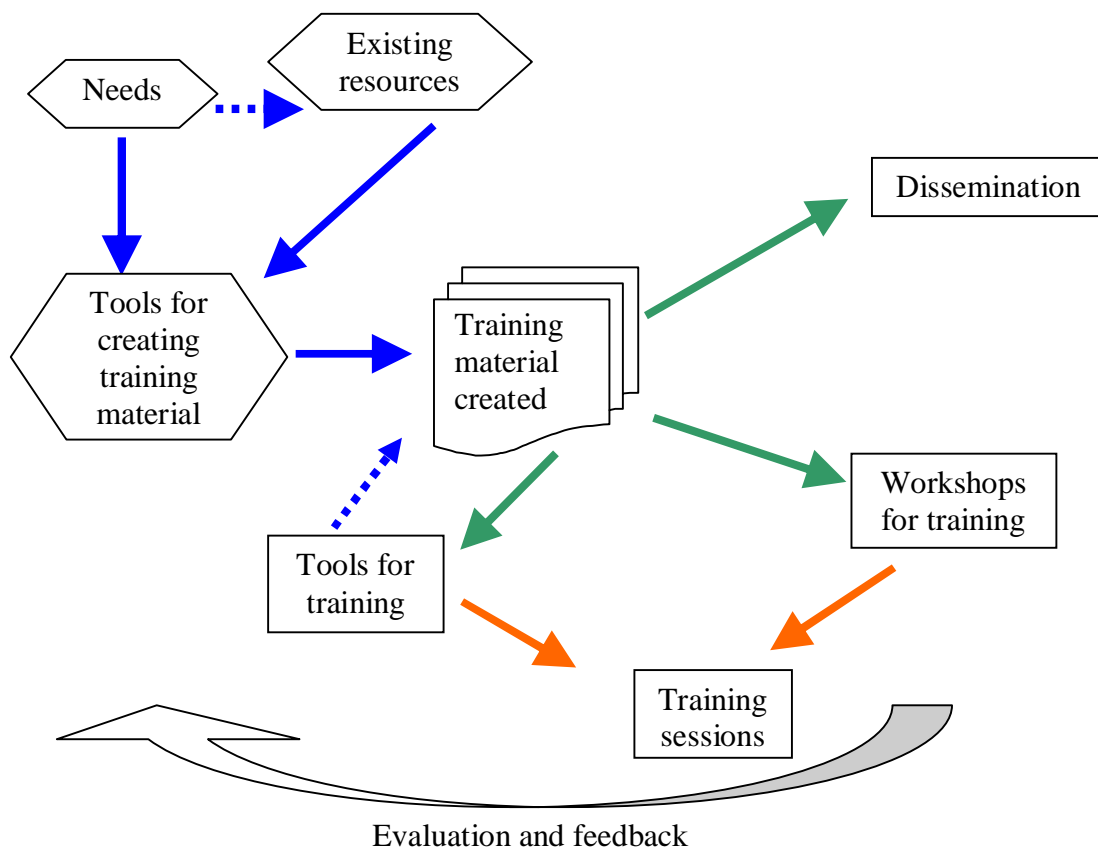 Needs
Existing
resources
Dissemination
Tools for
creating
training
material
Training
material
created
Workshops
for training
Tools for
training
Training
sessions
Evaluation and feedback